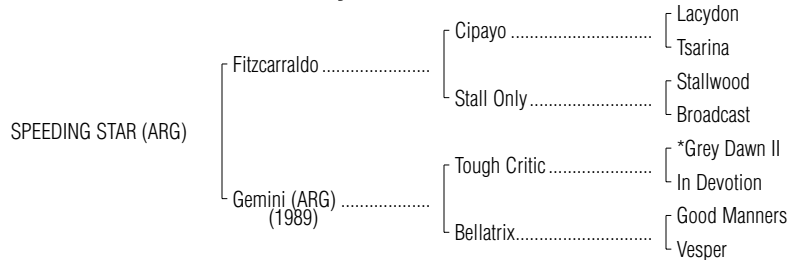 Lacydon
Cipayo ..............................
Tsarina
Fitzcarraldo ......................
Stallwood
Stall Only ...........................
Broadcast
SPEEDING STAR (ARG)
*Grey Dawn II
Tough Critic .......................
In Devotion
Gemini (ARG) ..................
(1989)
Good Manners
Bellatrix..............................
Vesper